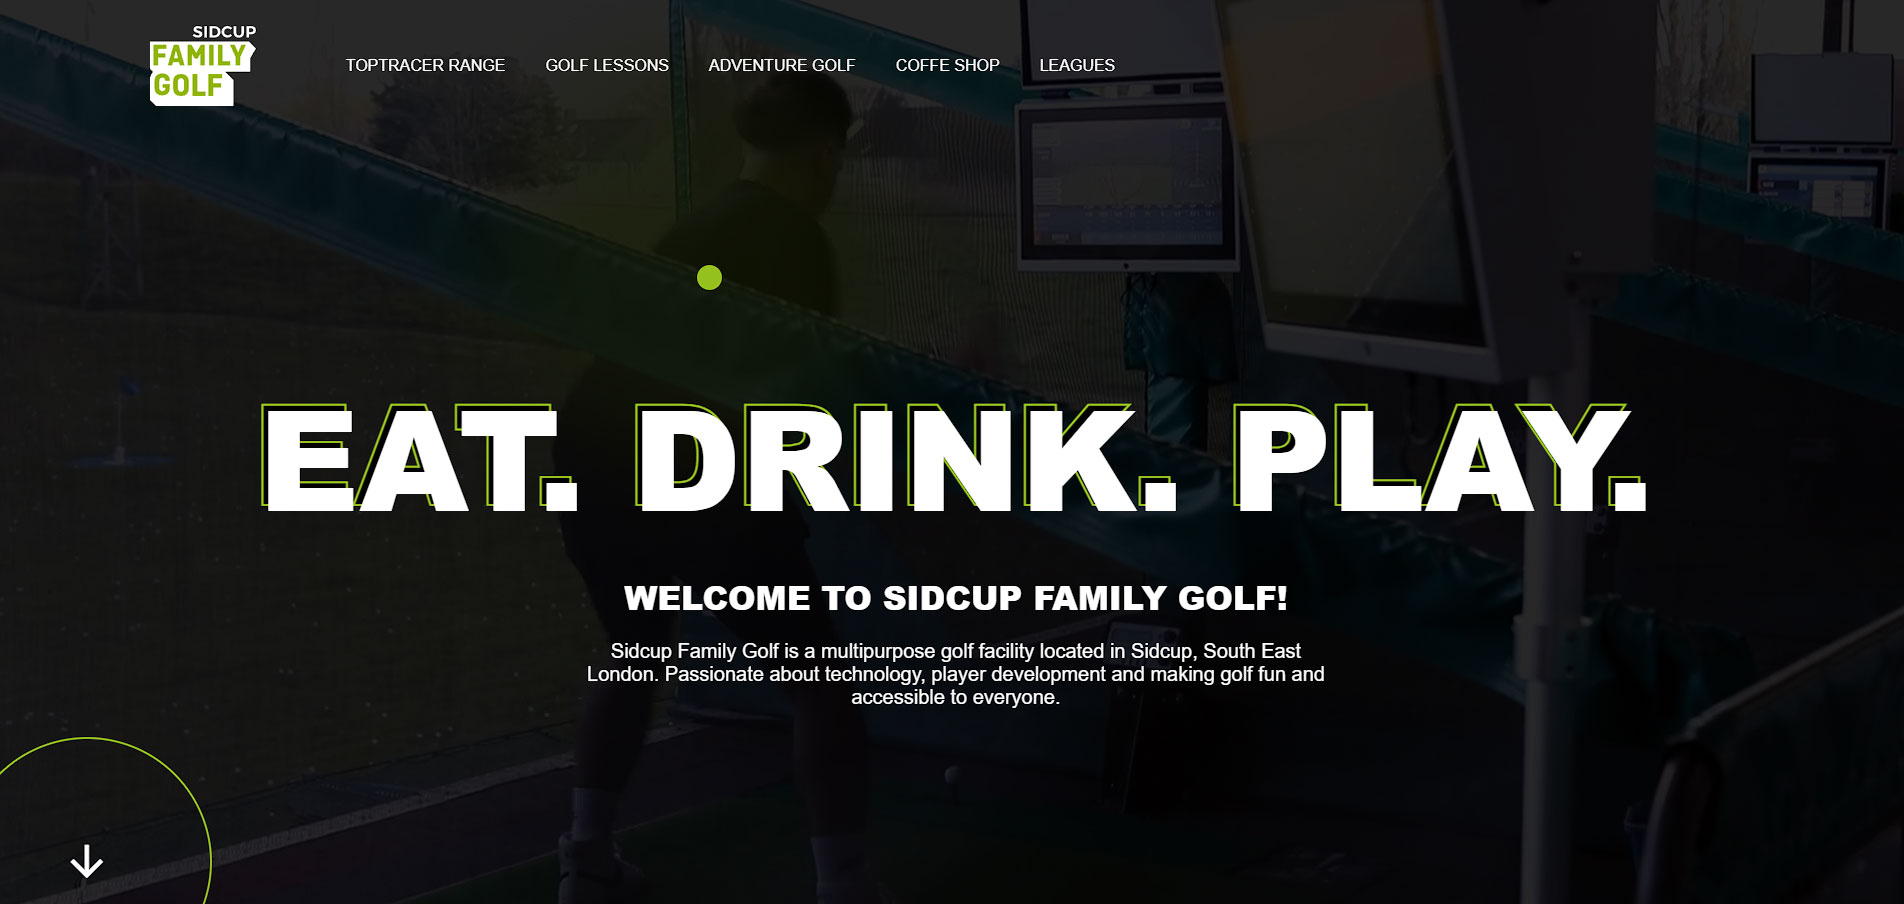 SIDCUP
FAMILY
GOLF
TOPTRACER RANGE GOLF LESSONS ADVENTURE GOLF COFFE SHOP LEAGUES
EAT. DRINK. PLAY.
WELCOME TO SIDCUP FAMILY GOLF!
Sidcup Family Golf is a multipurpose golf facility located in Sidcup, South East
London. Passionate about technology, player development and making golf fun and
accessible to everyone.